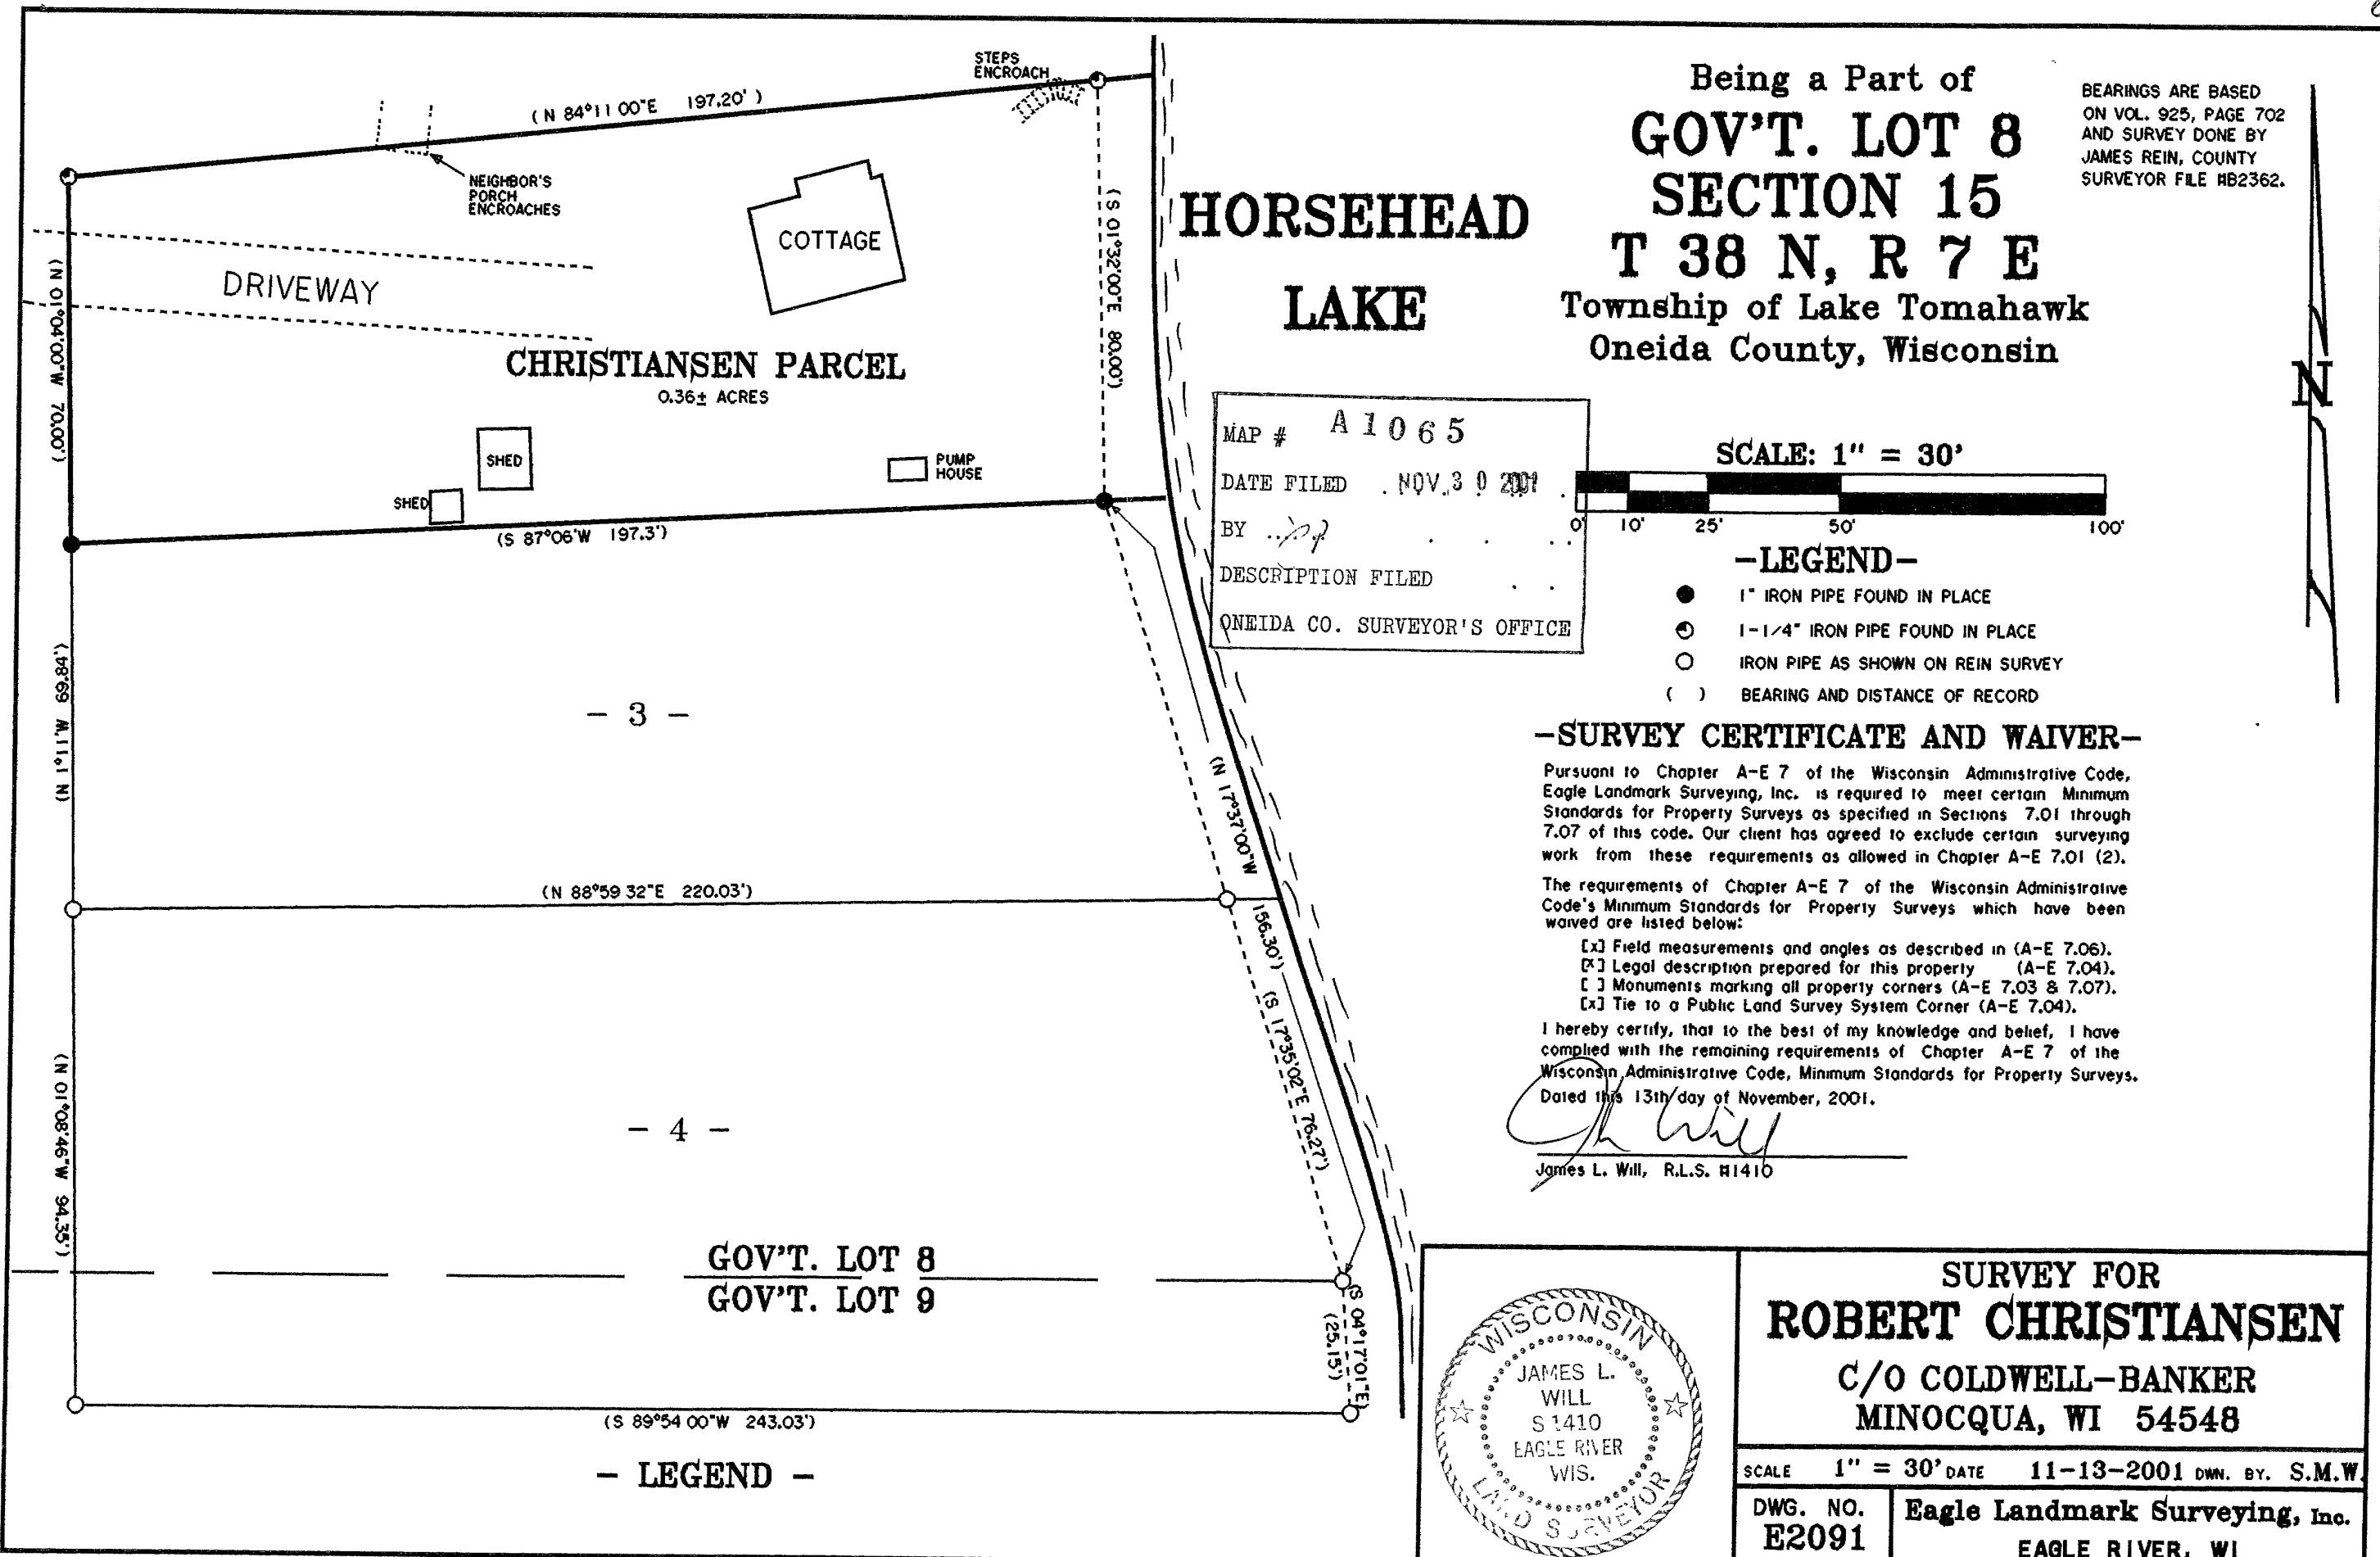 STEPS
ENCROACH
(N 84°11 00"E 197.20')
NEIGHBOR'S
PORCH
ENCROACHES
COTTAGE
DRIVEWAY
(N 01°04'00"W 70.00')
(S 01°32'00"E 80.00')
CHRISTIANSEN PARCEL
0.36± ACRES
SHED
SHED
PUMP
HOUSE
(S 87°06'W 197.3')
HORSEHEAD
LAKE
(N 1°11'W 69.84')
- 3 -
(N 17°37'00"W 156.30')
(N 88°59 32"E 220.03')
(S 17°35'02"E 76.27')
- 4 -
(N 01°08'46"W 94.35')
GOV'T. LOT 8
GOV'T. LOT 9
(S 04°17'01"E)
(25.15')
(S 89°54 00"W 243.03')
- LEGEND -
Being a Part of
GOV'T. LOT 8
SECTION 15
T 38 N, R 7 E
Township of Lake Tomahawk
Oneida County, Wisconsin
BEARINGS ARE BASED
ON VOL. 925, PAGE 702
AND SURVEY DONE BY
JAMES REIN, COUNTY
SURVEYOR FILE #B2362.
N
MAP # A1065
DATE FILED NOV. 30 2001
BY
DESCRIPTION FILED
ONEIDA CO. SURVEYOR'S OFFICE
SCALE: 1" = 30'
0' 10' 25' 50' 100'
-LEGEND-
1" IRON PIPE FOUND IN PLACE
1-1/4" IRON PIPE FOUND IN PLACE
IRON PIPE AS SHOWN ON REIN SURVEY
( ) BEARING AND DISTANCE OF RECORD
-SURVEY CERTIFICATE AND WAIVER-
Pursuant to Chapter A-E 7 of the Wisconsin Administrative Code,
Eagle Landmark Surveying, Inc. is required to meet certain Minimum
Standards for Property Surveys as specified in Sections 7.01 through
7.07 of this code. Our client has agreed to exclude certain surveying
work from these requirements as allowed in Chapter A-E 7.01 (2).
The requirements of Chapter A-E 7 of the Wisconsin Administrative
Code's Minimum Standards for Property Surveys which have been
waived are listed below:
[x] Field measurements and angles as described in (A-E 7.06).
[x] Legal description prepared for this property (A-E 7.04).
[ ] Monuments marking all property corners (A-E 7.03 & 7.07).
[x] Tie to a Public Land Survey System Corner (A-E 7.04).
I hereby certify, that to the best of my knowledge and belief, I have
complied with the remaining requirements of Chapter A-E 7 of the
Wisconsin Administrative Code, Minimum Standards for Property Surveys.
Dated this 13th day of November, 2001.
James L. Will, R.L.S. #1410
WISCONSIN
JAMES L.
WILL
S 1410
EAGLE RIVER
WIS.
LAND SURVEYOR
SURVEY FOR
ROBERT CHRISTIANSEN
C/O COLDWELL-BANKER
MINOCQUA, WI 54548
SCALE 1" = 30' DATE 11-13-2001 DWN. BY. S.M.W.
DWG. NO.
E2091
Eagle Landmark Surveying, Inc.
EAGLE RIVER, WI